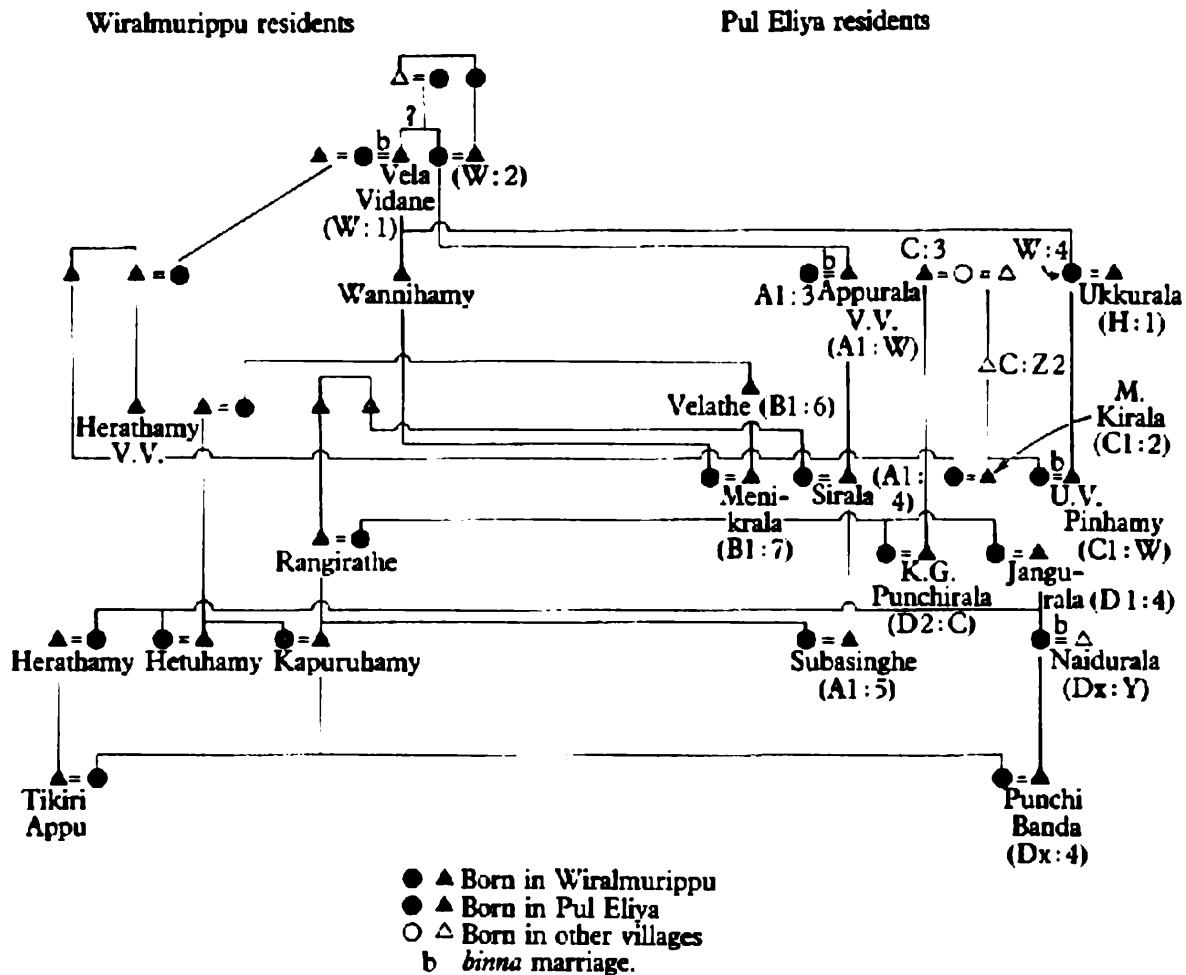 Wiralmurippu residents
Pul Eliya residents
?
b
Vela
Vidane
(W:1)
(W:2)
Wannihamy
A1:3
b
Appurala
V.V.
(A1:W)
C:3
W:4
Ukkurala
(H:1)
C:Z2
Herathamy
V.V.
Velathe (B1:6)
M.
Kirala
(C1:2)
Meni-
krala
(B1:7)
Sirala
(A1:
4)
b
U.V.
Pinhamy
(C1:W)
Rangirathe
K.G.
Punchirala
(D2:C)
Jangu-
rala (D1:4)
Herathamy
Hetuhamy
Kapuruhamy
Subasinghe
(A1:5)
b
Naidurala
(Dx:Y)
Tikiri
Appu
Punchi
Banda
(Dx:4)
Born in Wiralmurippu
Born in Pul Eliya
Born in other villages
b binna marriage.